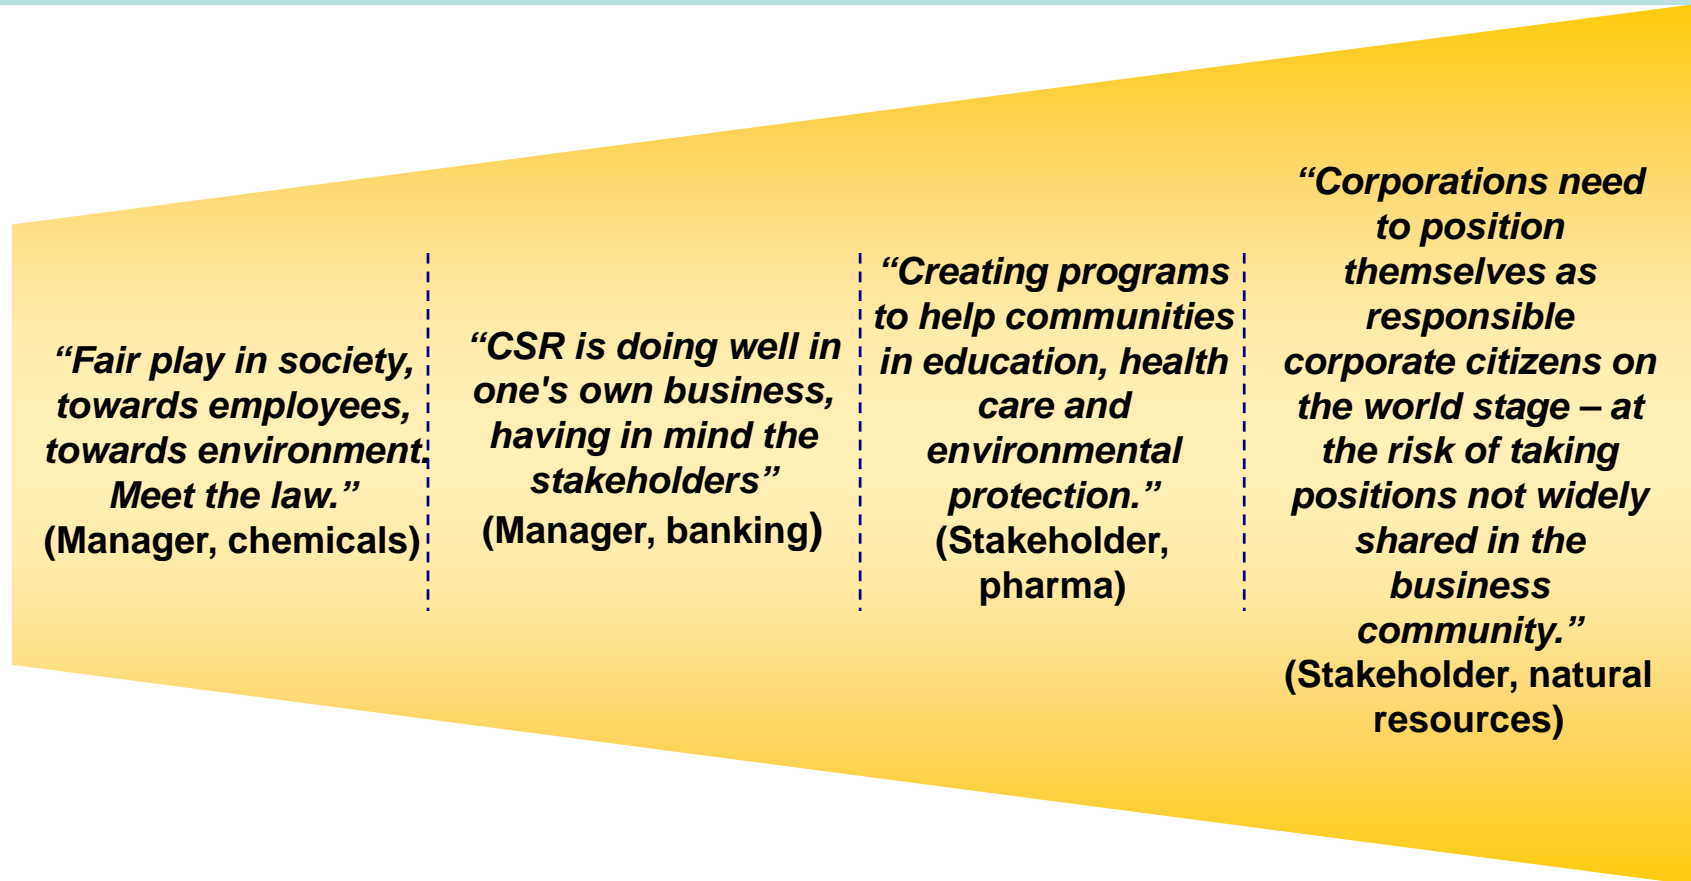 “Fair play in society,
towards employees,
towards environment.
Meet the law.”
(Manager, chemicals)
“CSR is doing well in
one's own business,
having in mind the
stakeholders”
(Manager, banking)
“Creating programs
to help communities
in education, health
care and
environmental
protection.”
(Stakeholder,
pharma)
“Corporations need
to position
themselves as
responsible
corporate citizens on
the world stage – at
the risk of taking
positions not widely
shared in the
business
community.”
(Stakeholder, natural
resources)